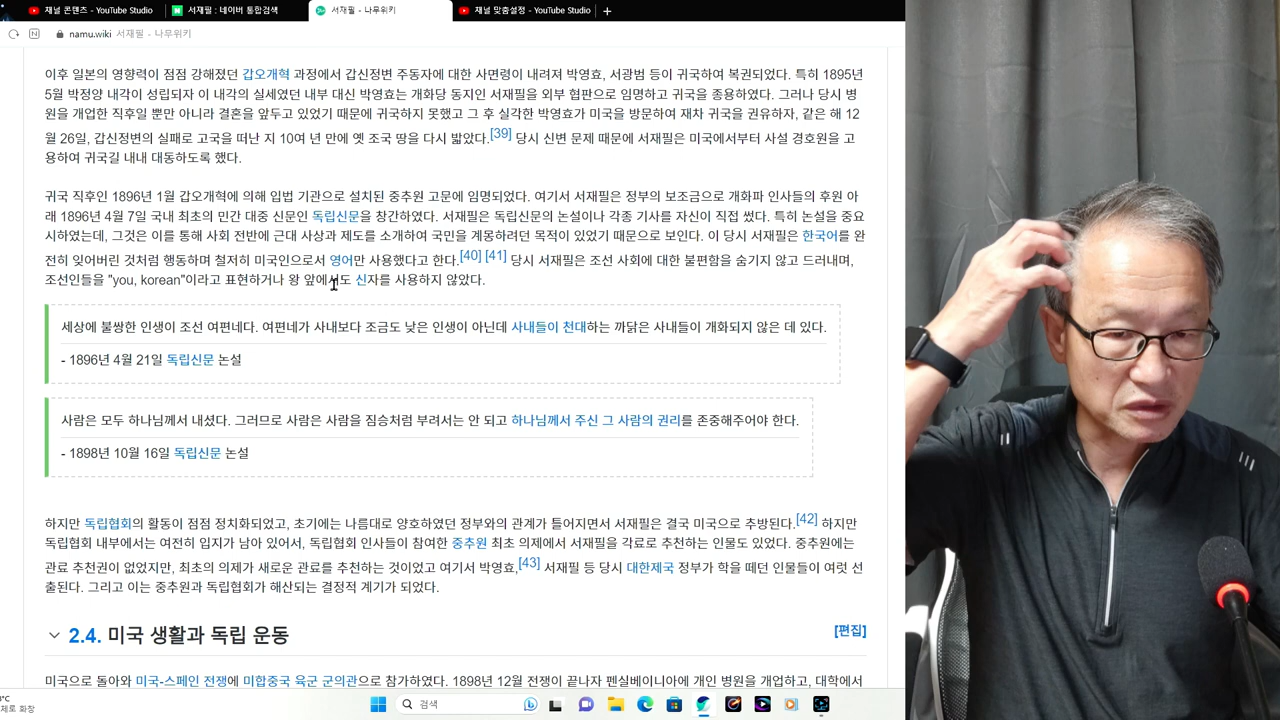 채널 콘텐츠 - YouTube Studio
서재필 : 네이버 통합검색
서재필 - 나무위키
채널 맞춤설정 - YouTube Studio
namu.wiki 서재필 - 나무위키
이후 일본의 영향력이 점점 강해졌던 갑오개혁 과정에서 갑신정변 주동자에 대한 사면령이 내려져 박영효, 서광범 등이 귀국하여 복권되었다. 특히 1895년
5월 박정양 내각이 성립되자 이 내각의 실세였던 내부 대신 박영효는 개화당 동지인 서재필을 외부 협판으로 임명하고 귀국을 종용하였다. 그러나 당시 병
원을 개업한 직후일 뿐만 아니라 결혼을 앞두고 있었기 때문에 귀국하지 못했고 그 후 실각한 박영효가 미국을 방문하여 재차 귀국을 권유하자, 같은 해 12
월 26일, 갑신정변의 실패로 고국을 떠난 지 10여 년 만에 옛 조국 땅을 다시 밟았다.[39] 당시 신변 문제 때문에 서재필은 미국에서부터 사설 경호원을 고
용하여 귀국길 내내 대동하도록 했다.
귀국 직후인 1896년 1월 갑오개혁에 의해 입법 기관으로 설치된 중추원 고문에 임명되었다. 여기서 서재필은 정부의 보조금으로 개화파 인사들의 후원 아
래 1896년 4월 7일 국내 최초의 민간 대중 신문인 독립신문을 창간하였다. 서재필은 독립신문의 논설이나 각종 기사를 자신이 직접 썼다. 특히 논설을 중요
시하였는데, 그것은 이를 통해 사회 전반에 근대 사상과 제도를 소개하여 국민을 계몽하려던 목적이 있었기 때문으로 보인다. 이 당시 서재필은 한국어를 완
전히 잊어버린 것처럼 행동하며 철저히 미국인으로서 영어만 사용했다고 한다.[40] [41] 당시 서재필은 조선 사회에 대한 불편함을 숨기지 않고 드러내며,
조선인들을 "you, korean"이라고 표현하거나 왕 앞에서도 신자를 사용하지 않았다.
세상에 불쌍한 인생이 조선 여편네다. 여편네가 사내보다 조금도 낮은 인생이 아닌데 사내들이 천대하는 까닭은 사내들이 개화되지 않은 데 있다.
- 1896년 4월 21일 독립신문 논설
사람은 모두 하나님께서 내셨다. 그러므로 사람은 사람을 짐승처럼 부려서는 안 되고 하나님께서 주신 그 사람의 권리를 존중해주어야 한다.
- 1898년 10월 16일 독립신문 논설
하지만 독립협회의 활동이 점점 정치화되었고, 초기에는 나름대로 양호하였던 정부와의 관계가 틀어지면서 서재필은 결국 미국으로 추방된다.[42] 하지만
독립협회 내부에서는 여전히 입지가 남아 있어서, 독립협회 인사들이 참여한 중추원 최초 의제에서 서재필을 각료로 추천하는 인물도 있었다. 중추원에는
관료 추천권이 없었지만, 최초의 의제가 새로운 관료를 추천하는 것이었고 여기서 박영효,[43] 서재필 등 당시 대한제국 정부가 학을 떼던 인물들이 여럿 선
출된다. 그리고 이는 중추원과 독립협회가 해산되는 결정적 계기가 되었다.
2.4. 미국 생활과 독립 운동
[편집]
미국으로 돌아와 미국-스페인 전쟁에 미합중국 육군 군의관으로 참가하였다. 1898년 12월 전쟁이 끝나자 펜실베이니아에 개인 병원을 개업하고, 대학에서
검색